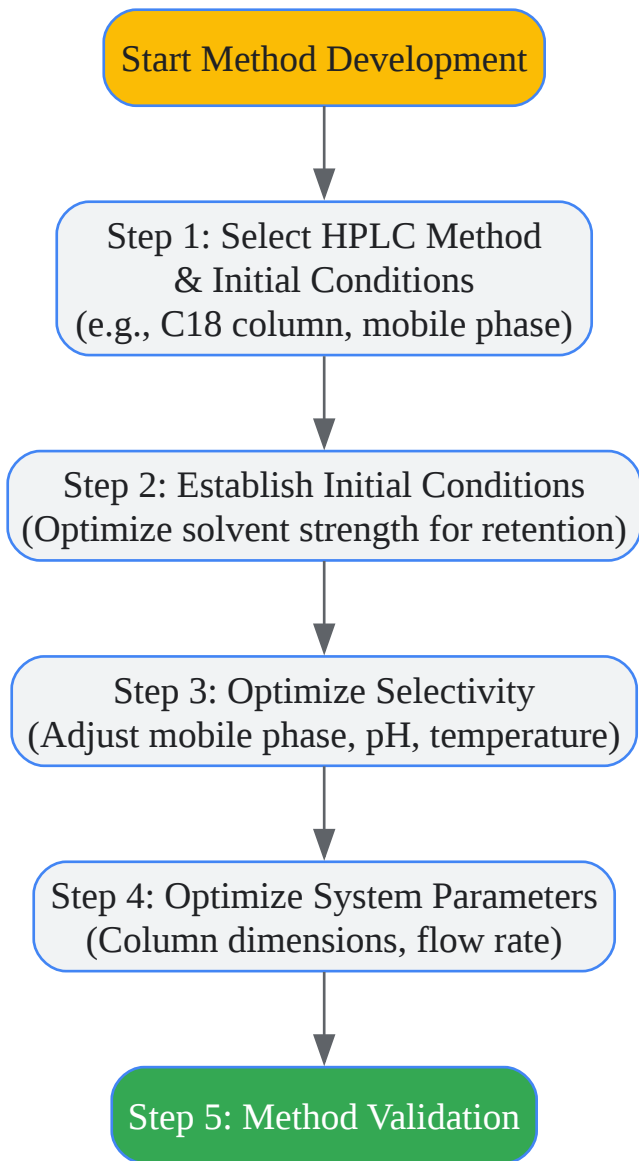 Start Method Development
Step 1: Select HPLC Method
& Initial Conditions
(e.g., C18 column, mobile phase)
Step 2: Establish Initial Conditions
(Optimize solvent strength for retention)
Step 3: Optimize Selectivity
(Adjust mobile phase, pH, temperature)
Step 4: Optimize System Parameters
(Column dimensions, flow rate)
Step 5: Method Validation